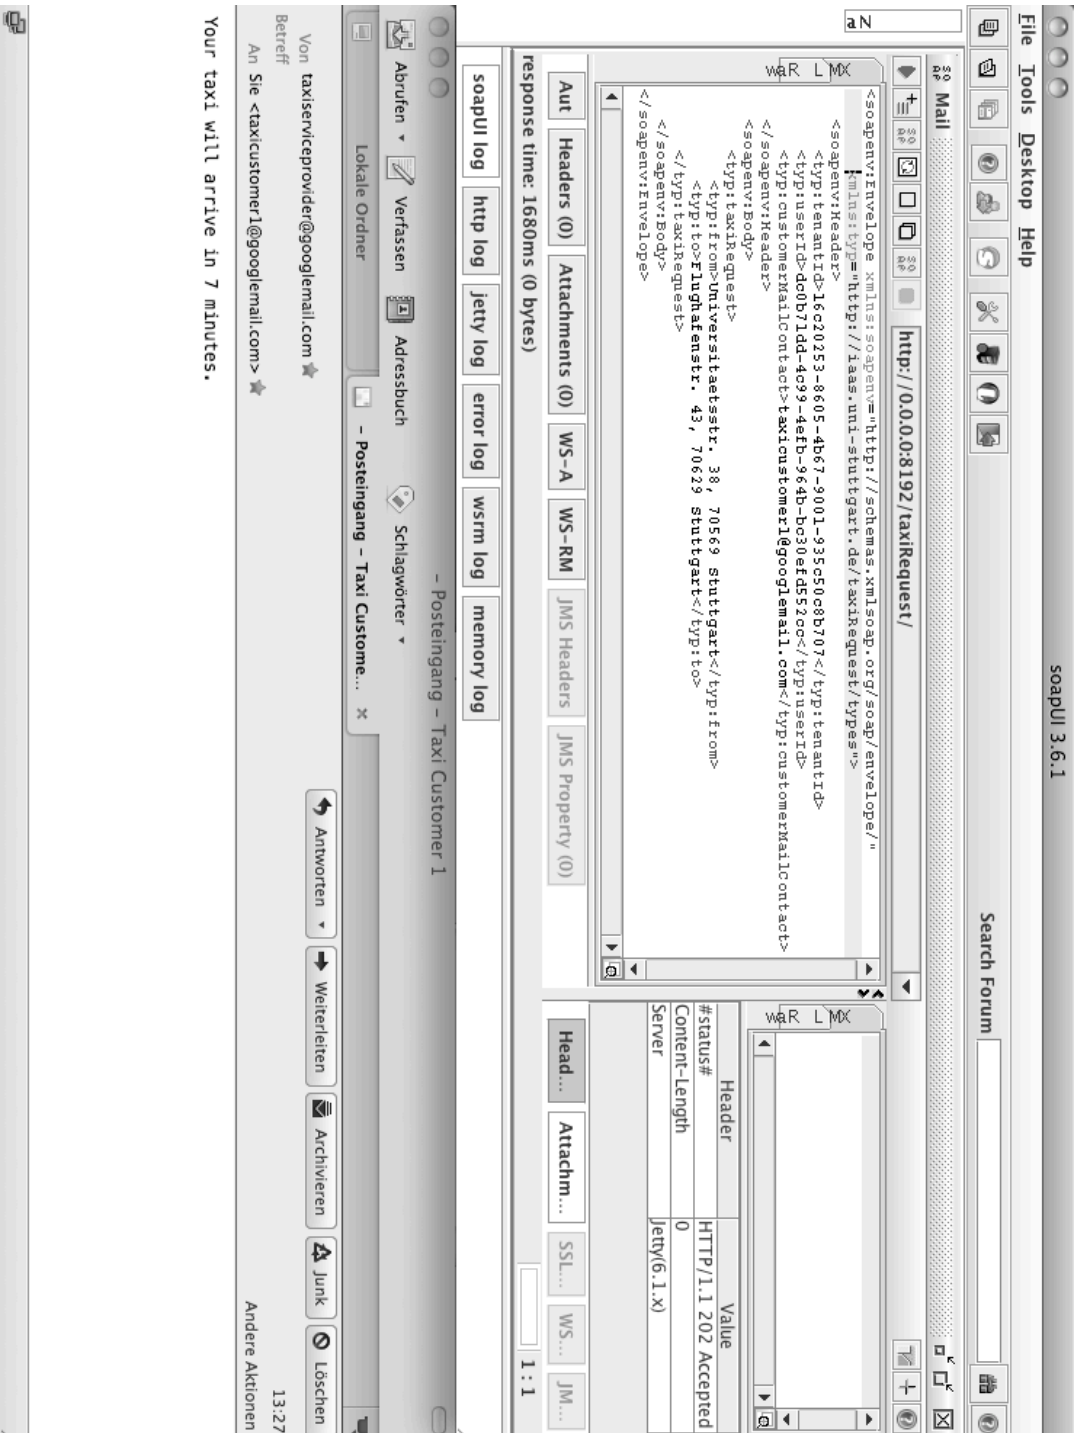 soapUI 3.6.1
File Tools Desktop Help
Search Forum
Mail
http://0.0.0.0:8192/taxiRequest/
<soapenv:Envelope xmlns:soapenv="http://schemas.xmlsoap.org/soap/envelope/"
xmlns:typ="http://iaas.uni-stuttgart.de/taxiRequest/types">
<soapenv:Header>
<typ:tenantId>16c20253-8605-4b67-9001-935c50c8b707</typ:tenantId>
<typ:userId>dc0b71dd-4c99-4efb-964b-bc30efd552cc</typ:userId>
<typ:customerMailContact>taxicustomer1@googlemail.com</typ:customerMailContact>
</soapenv:Header>
<soapenv:Body>
<typ:taxiRequest>
<typ:from>Universitaetsstr. 38, 70569 Stuttgart</typ:from>
<typ:to>Flughafenstr. 43, 70629 Stuttgart</typ:to>
</typ:taxiRequest>
</soapenv:Body>
</soapenv:Envelope>
Header Value
#status# HTTP/1.1 202 Accepted
Content-Length 0
Server Jetty(6.1.x)
Aut Headers (0) Attachments (0) WS-A WS-RM JMS Headers JMS Property (0)
Head... Attachm... SSL... WS... JM...
response time: 1680ms (0 bytes)
1 : 1
soapUI log http log jetty log error log wsrm log memory log
– Posteingang – Taxi Customer 1
Abrufen Verfassen Adressbuch Schlagwörter
Lokale Ordner – Posteingang – Taxi Custome...
Von taxiserviceprovider@googlemail.com
Antworten Weiterleiten Archivieren Junk Löschen
Betreff
13:27
An Sie <taxicustomer1@googlemail.com>
Andere Aktionen
Your taxi will arrive in 7 minutes.